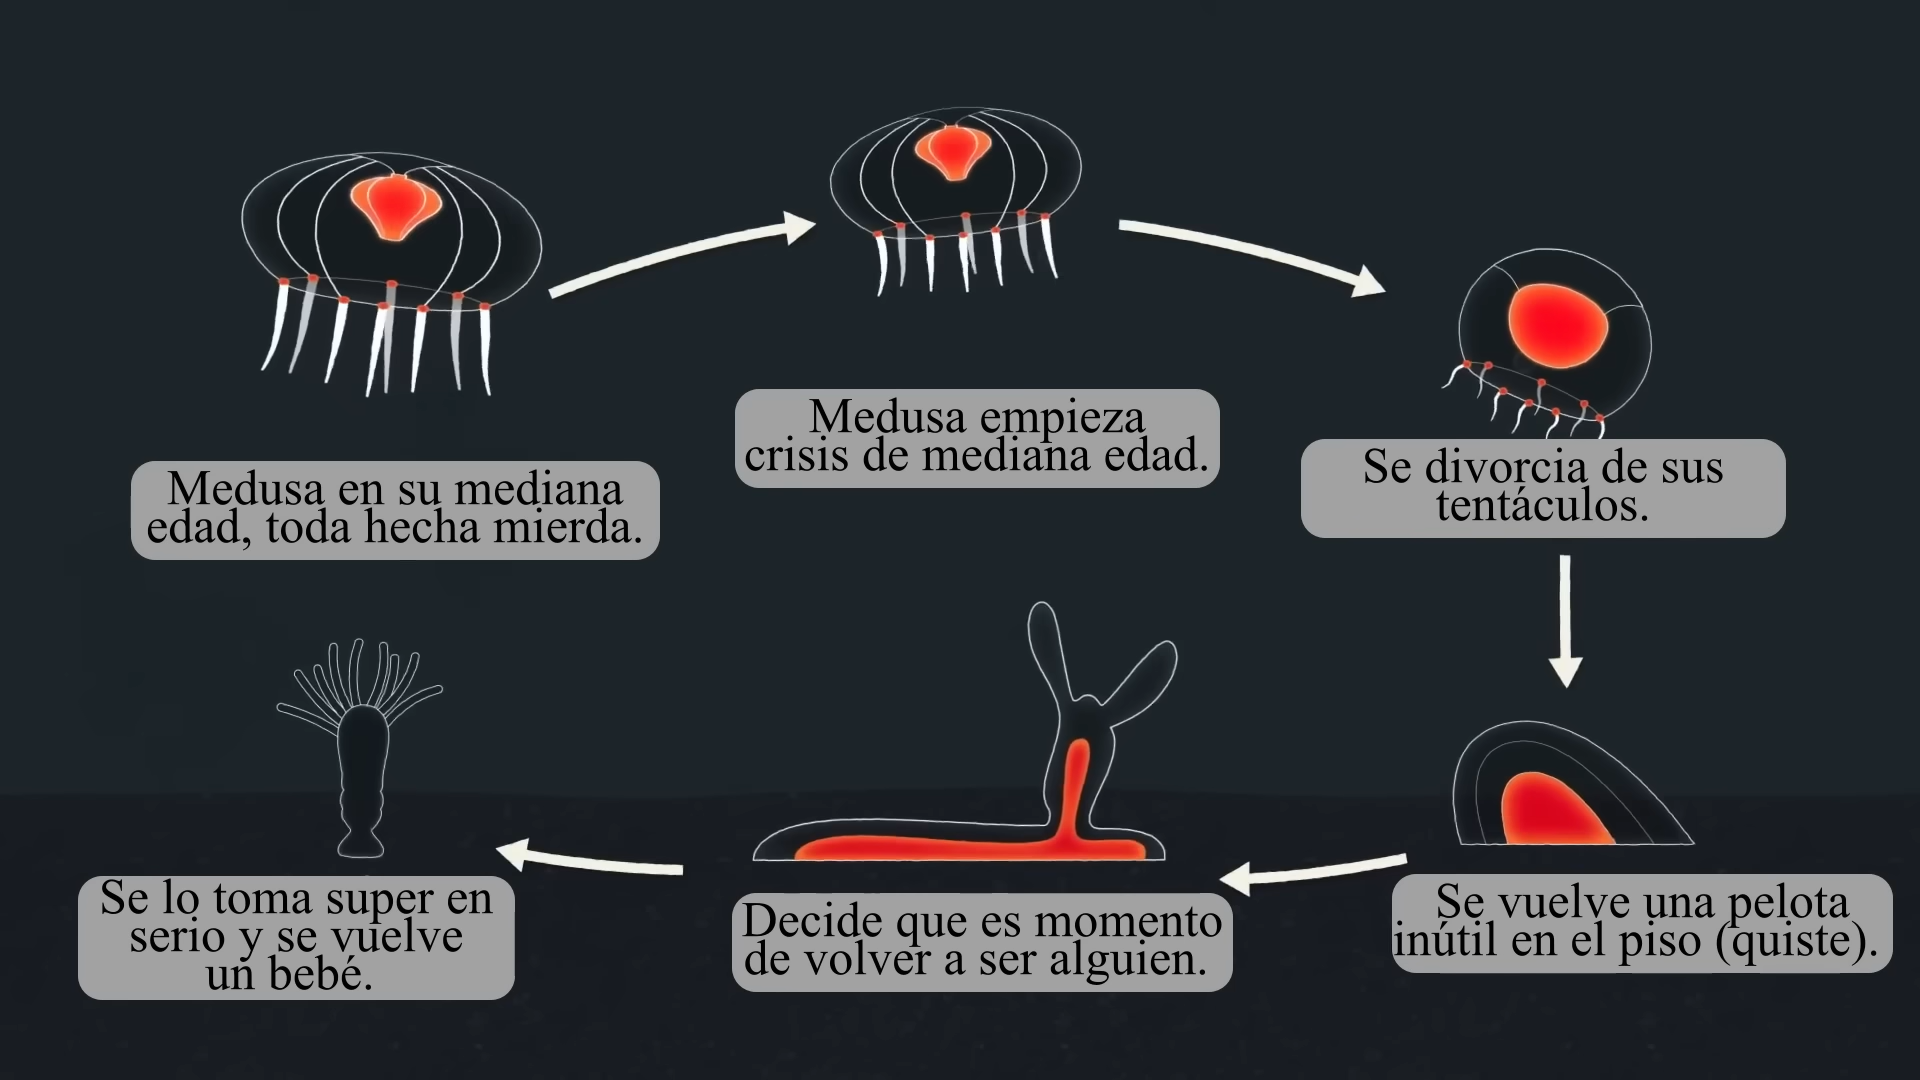 Medusa en su mediana
edad, toda hecha mierda.
Medusa empieza
crisis de mediana edad.
Se divorcia de sus
tentáculos.
Se vuelve una pelota
inútil en el piso (quiste).
Decide que es momento
de volver a ser alguien.
Se lo toma super en
serio y se vuelve
un bebé.